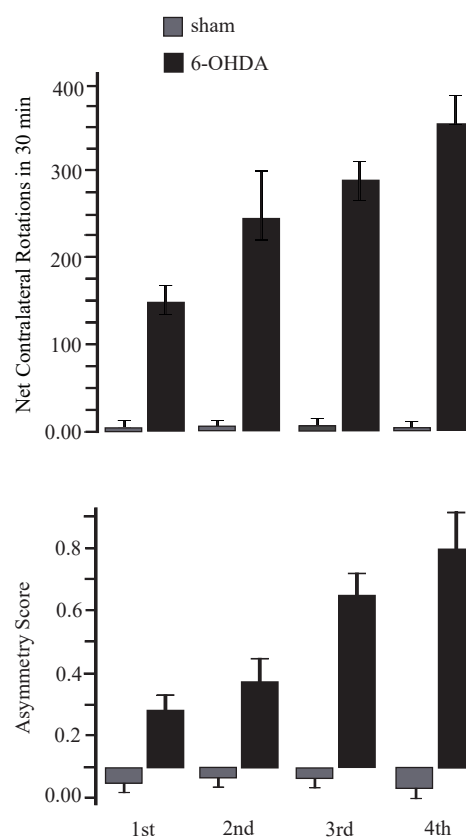 sham
6-OHDA
Net Contralateral Rotations in 30 min
400
300
200
100
0.00
Asymmetry Score
0.8
0.6
0.4
0.2
0.00
1st 2nd 3rd 4th